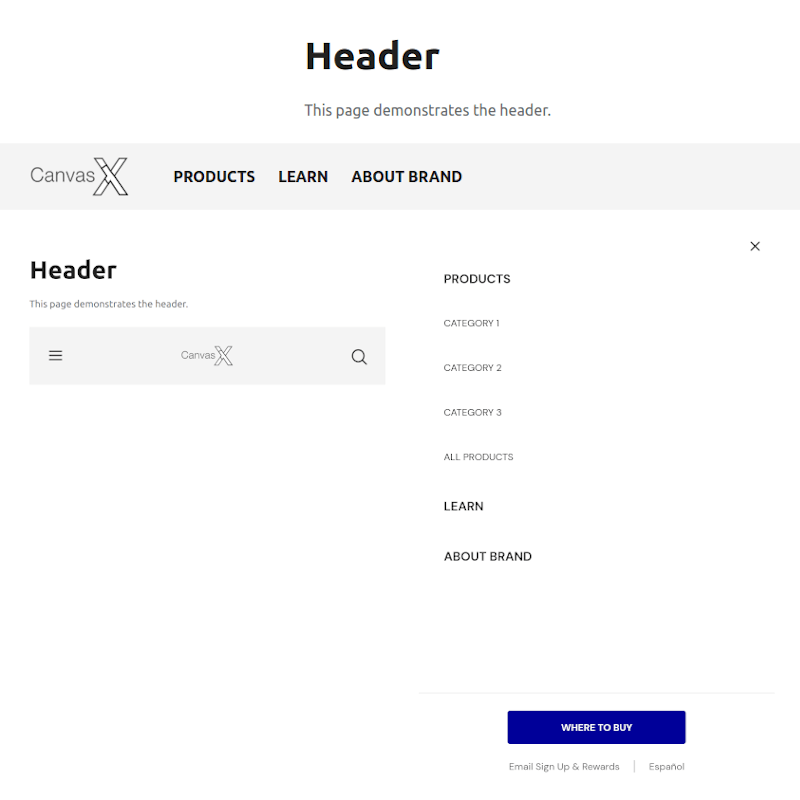 Header
This page demonstrates the header.
CanvasX PRODUCTS LEARN ABOUT BRAND
Header
This page demonstrates the header.
CanvasX
PRODUCTS
CATEGORY 1
CATEGORY 2
CATEGORY 3
ALL PRODUCTS
LEARN
ABOUT BRAND
WHERE TO BUY
Email Sign Up & Rewards | Español